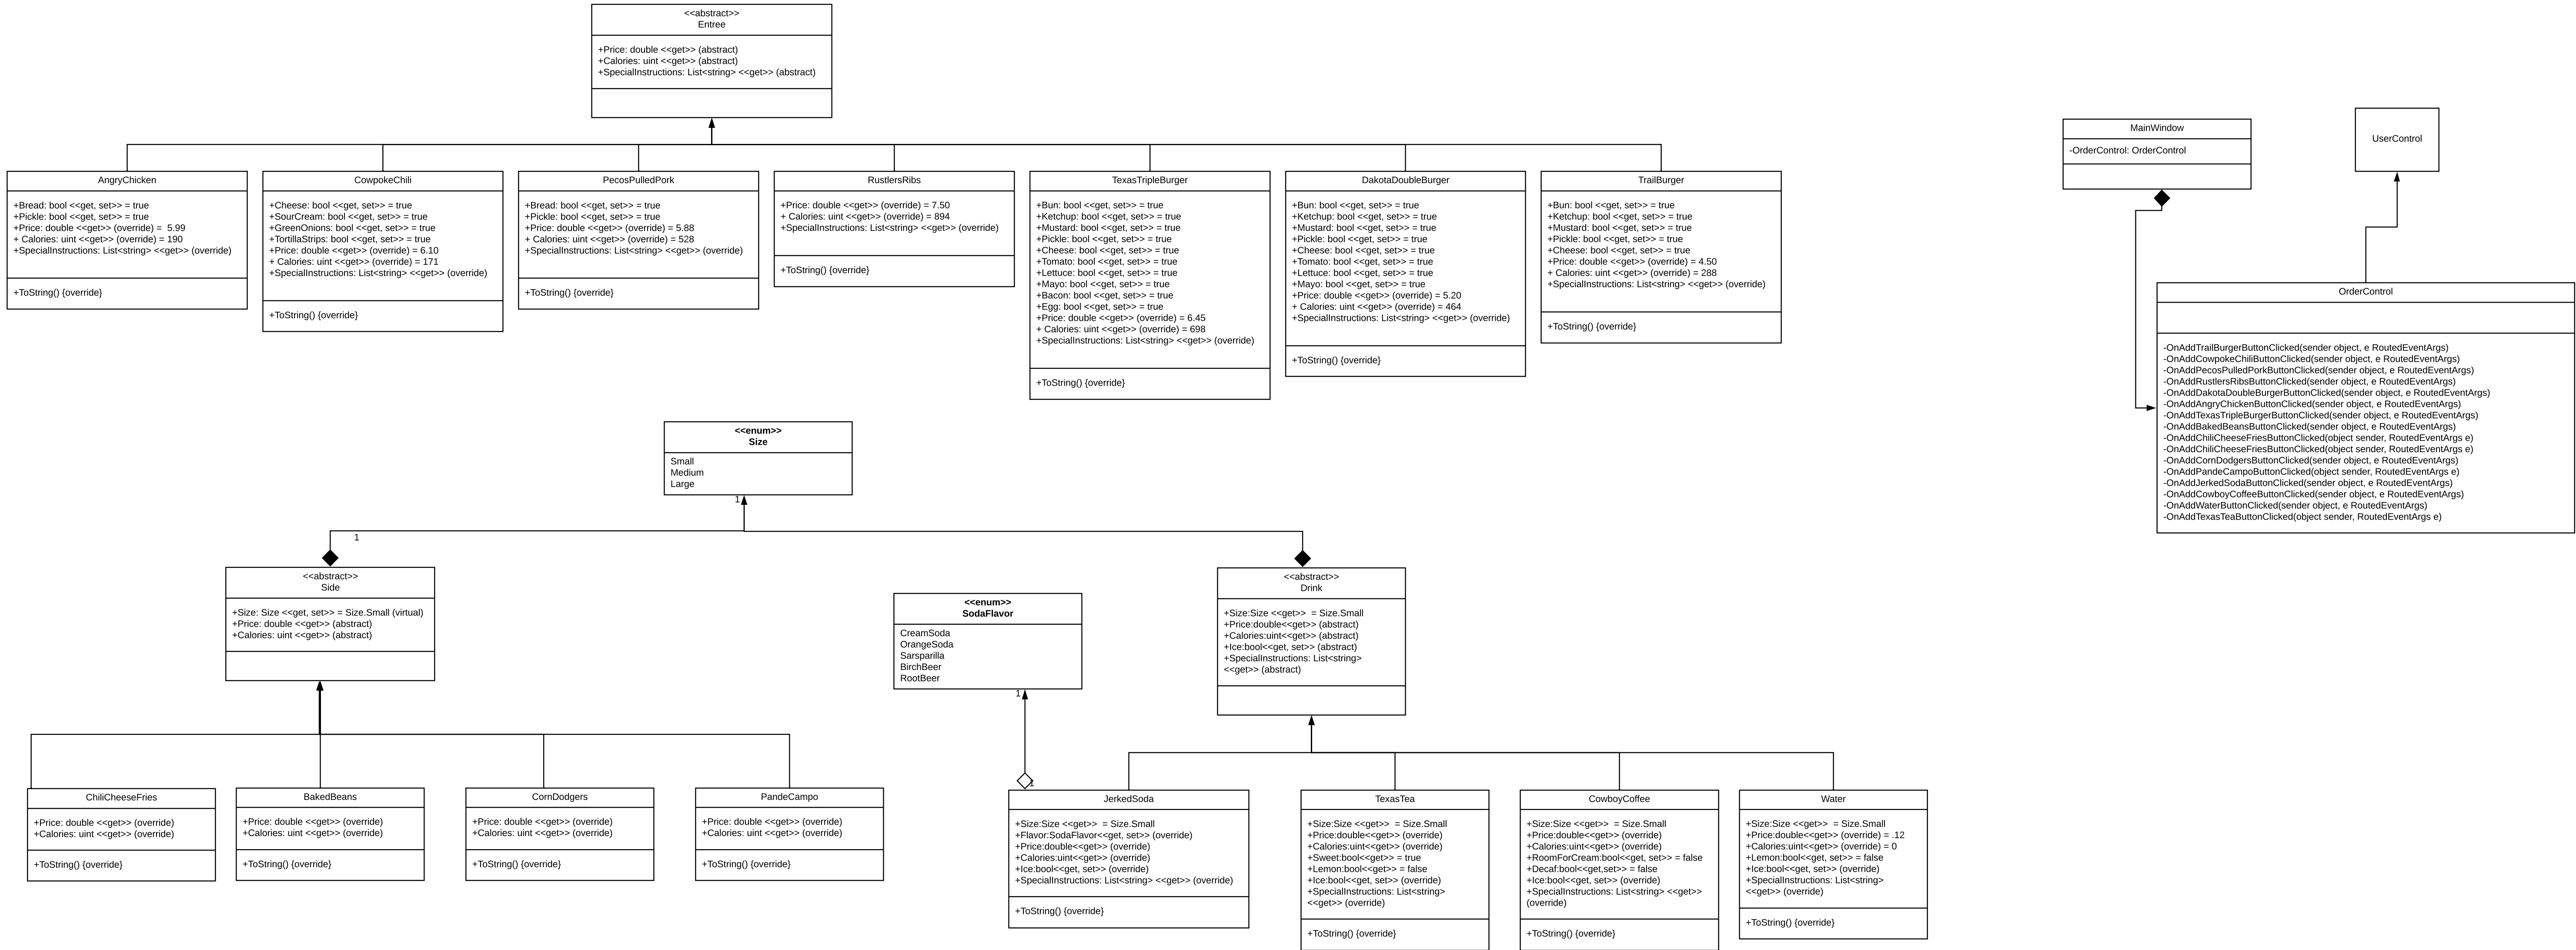 <<abstract>>
Entree
+Price: double <<get>> (abstract)
+Calories: uint <<get>> (abstract)
+SpecialInstructions: List<string> <<get>> (abstract)
AngryChicken
+Bread: bool <<get, set>> = true
+Pickle: bool <<get, set>> = true
+Price: double <<get>> (override) =  5.99
+ Calories: uint <<get>> (override) = 190
+SpecialInstructions: List<string> <<get>> (override)
+ToString() {override}
CowpokeChili
+Cheese: bool <<get, set>> = true
+SourCream: bool <<get, set>> = true
+GreenOnions: bool <<get, set>> = true
+TortillaStrips: bool <<get, set>> = true
+Price: double <<get>> (override) = 6.10
+ Calories: uint <<get>> (override) = 171
+SpecialInstructions: List<string> <<get>> (override)
+ToString() {override}
PecosPulledPork
+Bread: bool <<get, set>> = true
+Pickle: bool <<get, set>> = true
+Price: double <<get>> (override) = 5.88
+ Calories: uint <<get>> (override) = 528
+SpecialInstructions: List<string> <<get>> (override)
+ToString() {override}
RustlersRibs
+Price: double <<get>> (override) = 7.50
+ Calories: uint <<get>> (override) = 894
+SpecialInstructions: List<string> <<get>> (override)
+ToString() {override}
TexasTripleBurger
+Bun: bool <<get, set>> = true
+Ketchup: bool <<get, set>> = true
+Mustard: bool <<get, set>> = true
+Pickle: bool <<get, set>> = true
+Cheese: bool <<get, set>> = true
+Tomato: bool <<get, set>> = true
+Lettuce: bool <<get, set>> = true
+Mayo: bool <<get, set>> = true
+Bacon: bool <<get, set>> = true
+Egg: bool <<get, set>> = true
+Price: double <<get>> (override) = 6.45
+ Calories: uint <<get>> (override) = 698
+SpecialInstructions: List<string> <<get>> (override)
+ToString() {override}
DakotaDoubleBurger
+Bun: bool <<get, set>> = true
+Ketchup: bool <<get, set>> = true
+Mustard: bool <<get, set>> = true
+Pickle: bool <<get, set>> = true
+Cheese: bool <<get, set>> = true
+Tomato: bool <<get, set>> = true
+Lettuce: bool <<get, set>> = true
+Mayo: bool <<get, set>> = true
+Price: double <<get>> (override) = 5.20
+ Calories: uint <<get>> (override) = 464
+SpecialInstructions: List<string> <<get>> (override)
+ToString() {override}
TrailBurger
+Bun: bool <<get, set>> = true
+Ketchup: bool <<get, set>> = true
+Mustard: bool <<get, set>> = true
+Pickle: bool <<get, set>> = true
+Cheese: bool <<get, set>> = true
+Price: double <<get>> (override) = 4.50
+ Calories: uint <<get>> (override) = 288
+SpecialInstructions: List<string> <<get>> (override)
+ToString() {override}
MainWindow
-OrderControl: OrderControl
UserControl
OrderControl
-OnAddTrailBurgerButtonClicked(sender object, e RoutedEventArgs)
-OnAddCowpokeChiliButtonClicked(sender object, e RoutedEventArgs)
-OnAddPecosPulledPorkButtonClicked(sender object, e RoutedEventArgs)
-OnAddRustlersRibsButtonClicked(sender object, e RoutedEventArgs)
-OnAddDakotaDoubleBurgerButtonClicked(sender object, e RoutedEventArgs)
-OnAddAngryChickenButtonClicked(sender object, e RoutedEventArgs)
-OnAddTexasTripleBurgerButtonClicked(sender object, e RoutedEventArgs)
-OnAddBakedBeansButtonClicked(sender object, e RoutedEventArgs)
-OnAddChiliCheeseFriesButtonClicked(object sender, RoutedEventArgs e)
-OnAddChiliCheeseFriesButtonClicked(object sender, RoutedEventArgs e)
-OnAddCornDodgersButtonClicked(sender object, e RoutedEventArgs)
-OnAddPandeCampoButtonClicked(object sender, RoutedEventArgs e)
-OnAddJerkedSodaButtonClicked(sender object, e RoutedEventArgs)
-OnAddCowboyCoffeeButtonClicked(sender object, e RoutedEventArgs)
-OnAddWaterButtonClicked(sender object, e RoutedEventArgs)
-OnAddTexasTeaButtonClicked(object sender, RoutedEventArgs e)
<<enum>>
Size
Small
Medium
Large
1
1
<<abstract>>
Side
+Size: Size <<get, set>> = Size.Small (virtual)
+Price: double <<get>> (abstract)
+Calories: uint <<get>> (abstract)
<<enum>>
SodaFlavor
CreamSoda
OrangeSoda
Sarsparilla
BirchBeer
RootBeer
1
1
<<abstract>>
Drink
+Size:Size <<get>>  = Size.Small
+Price:double<<get>> (abstract)
+Calories:uint<<get>> (abstract)
+Ice:bool<<get, set>> (abstract)
+SpecialInstructions: List<string>
<<get>> (abstract)
ChiliCheeseFries
+Price: double <<get>> (override)
+Calories: uint <<get>> (override)
+ToString() {override}
BakedBeans
+Price: double <<get>> (override)
+Calories: uint <<get>> (override)
+ToString() {override}
CornDodgers
+Price: double <<get>> (override)
+Calories: uint <<get>> (override)
+ToString() {override}
PandeCampo
+Price: double <<get>> (override)
+Calories: uint <<get>> (override)
+ToString() {override}
JerkedSoda
+Size:Size <<get>>  = Size.Small
+Flavor:SodaFlavor<<get, set>> (override)
+Price:double<<get>> (override)
+Calories:uint<<get>> (override)
+Ice:bool<<get, set>> (override)
+SpecialInstructions: List<string> <<get>> (override)
+ToString() {override}
TexasTea
+Size:Size <<get>>  = Size.Small
+Price:double<<get>> (override)
+Calories:uint<<get>> (override)
+Sweet:bool<<get>> = true
+Lemon:bool<<get>> = false
+Ice:bool<<get, set>> (override)
+SpecialInstructions: List<string>
<<get>> (override)
+ToString() {override}
CowboyCoffee
+Size:Size <<get>>  = Size.Small
+Price:double<<get>> (override)
+Calories:uint<<get>> (override)
+RoomForCream:bool<<get, set>> = false
+Decaf:bool<<get,set>> = false
+Ice:bool<<get, set>> (override)
+SpecialInstructions: List<string> <<get>>
(override)
+ToString() {override}
Water
+Size:Size <<get>>  = Size.Small
+Price:double<<get>> (override) = .12
+Calories:uint<<get>> (override) = 0
+Lemon:bool<<get, set>> = false
+Ice:bool<<get, set>> (override)
+SpecialInstructions: List<string>
<<get>> (override)
+ToString() {override}